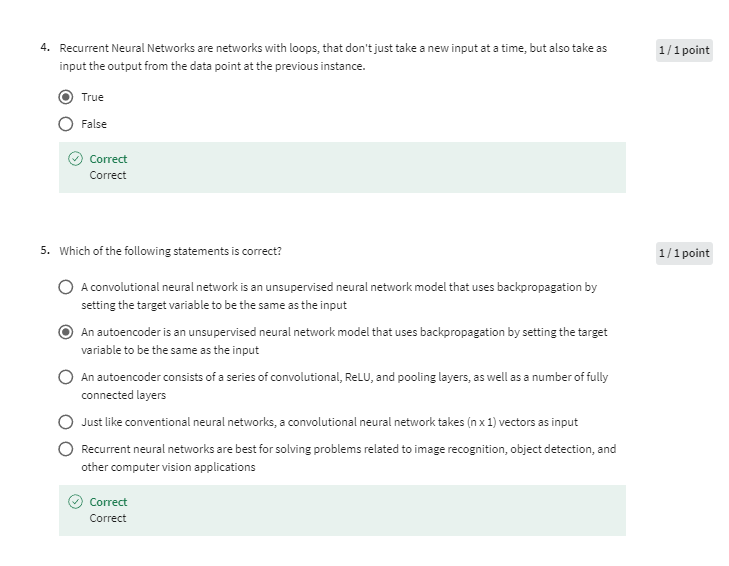 4. Recurrent Neural Networks are networks with loops, that don't just take a new input at a time, but also take as
input the output from the data point at the previous instance.
1 / 1 point
True
False
Correct
Correct
5. Which of the following statements is correct?
1 / 1 point
A convolutional neural network is an unsupervised neural network model that uses backpropagation by
setting the target variable to be the same as the input
An autoencoder is an unsupervised neural network model that uses backpropagation by setting the target
variable to be the same as the input
An autoencoder consists of a series of convolutional, ReLU, and pooling layers, as well as a number of fully
connected layers
Just like conventional neural networks, a convolutional neural network takes (n x 1) vectors as input
Recurrent neural networks are best for solving problems related to image recognition, object detection, and
other computer vision applications
Correct
Correct